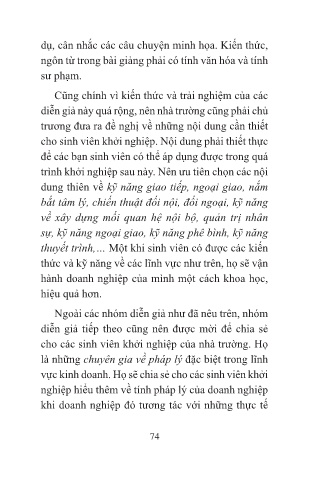 dụ, cân nhắc các câu chuyện minh họa. Kiến thức,
ngôn từ trong bài giảng phải có tính văn hóa và tính
sư phạm.
Cũng chính vì kiến thức và trải nghiệm của các
diễn giả này quá rộng, nên nhà trường cũng phải chủ
trương đưa ra đề nghị về những nội dung cần thiết
cho sinh viên khởi nghiệp. Nội dung phải thiết thực
để các bạn sinh viên có thể áp dụng được trong quá
trình khởi nghiệp sau này. Nên ưu tiên chọn các nội
dung thiên về kỹ năng giao tiếp, ngoại giao, nắm
bắt tâm lý, chiến thuật đối nội, đối ngoại, kỹ năng
về xây dựng mối quan hệ nội bộ, quản trị nhân
sự, kỹ năng ngoại giao, kỹ năng phê bình, kỹ năng
thuyết trình,... Một khi sinh viên có được các kiến
thức và kỹ năng về các lĩnh vực như trên, họ sẽ vận
hành doanh nghiệp của mình một cách khoa học,
hiệu quả hơn.
Ngoài các nhóm diễn giả như đã nêu trên, nhóm
diễn giả tiếp theo cũng nên được mời để chia sẻ
cho các sinh viên khởi nghiệp của nhà trường. Họ
là những chuyên gia về pháp lý đặc biệt trong lĩnh
vực kinh doanh. Họ sẽ chia sẻ cho các sinh viên khởi
nghiệp hiểu thêm về tính pháp lý của doanh nghiệp
khi doanh nghiệp đó tương tác với những thực tế
74